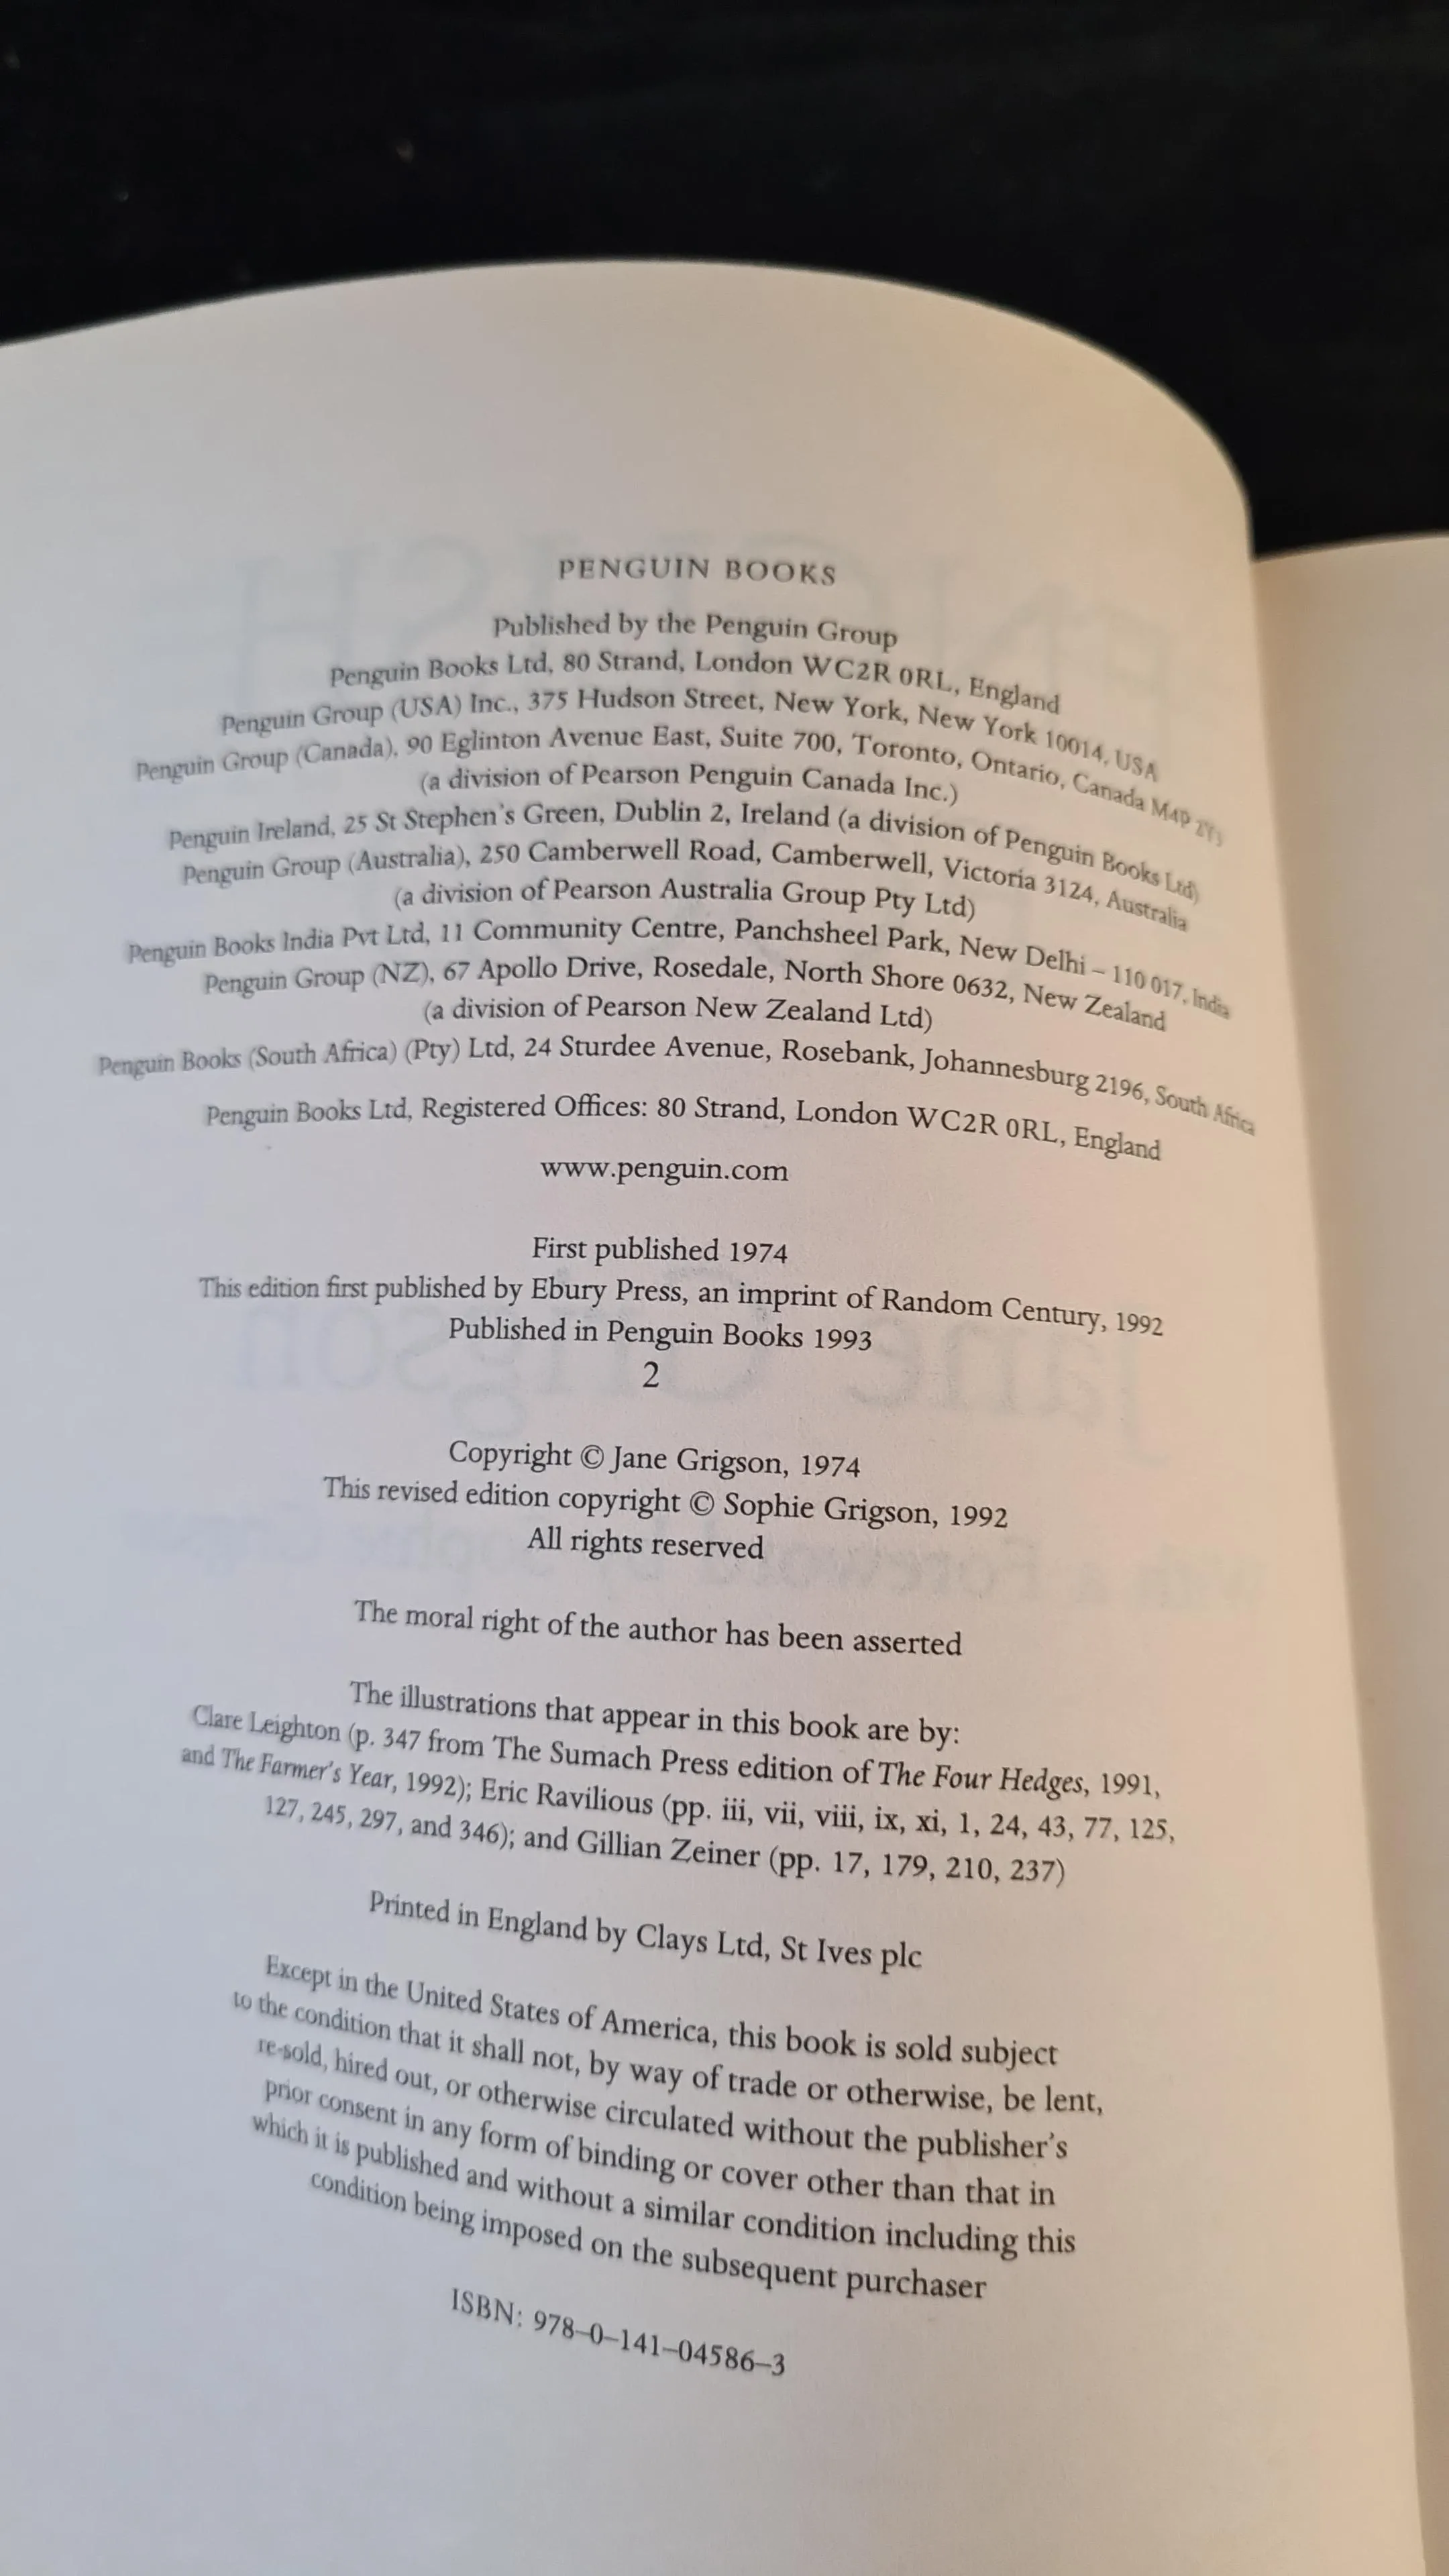 PENGUIN BOOKS
Published by the Penguin Group
Penguin Books Ltd, 80 Strand, London WC2R 0RL, England
Penguin Group (USA) Inc., 375 Hudson Street, New York, New York 10014, USA
Penguin Group (Canada), 90 Eglinton Avenue East, Suite 700, Toronto, Ontario, Canada M4P 2Y3
(a division of Pearson Penguin Canada Inc.)
Penguin Ireland, 25 St Stephen's Green, Dublin 2, Ireland (a division of Penguin Books Ltd)
Penguin Group (Australia), 250 Camberwell Road, Camberwell, Victoria 3124, Australia
(a division of Pearson Australia Group Pty Ltd)
Penguin Books India Pvt Ltd, 11 Community Centre, Panchsheel Park, New Delhi – 110 017, India
Penguin Group (NZ), 67 Apollo Drive, Rosedale, North Shore 0632, New Zealand
(a division of Pearson New Zealand Ltd)
Penguin Books (South Africa) (Pty) Ltd, 24 Sturdee Avenue, Rosebank, Johannesburg 2196, South Africa
Penguin Books Ltd, Registered Offices: 80 Strand, London WC2R 0RL, England
www.penguin.com
First published 1974
This edition first published by Ebury Press, an imprint of Random Century, 1992
Published in Penguin Books 1993
2
Copyright © Jane Grigson, 1974
This revised edition copyright © Sophie Grigson, 1992
All rights reserved
The moral right of the author has been asserted
The illustrations that appear in this book are by:
Clare Leighton (p. 347 from The Sumach Press edition of The Four Hedges, 1991,
and The Farmer's Year, 1992); Eric Ravilious (pp. iii, vii, viii, ix, xi, 1, 24, 43, 77, 125,
127, 245, 297, and 346); and Gillian Zeiner (pp. 17, 179, 210, 237)
Printed in England by Clays Ltd, St Ives plc
Except in the United States of America, this book is sold subject
to the condition that it shall not, by way of trade or otherwise, be lent,
re-sold, hired out, or otherwise circulated without the publisher's
prior consent in any form of binding or cover other than that in
which it is published and without a similar condition including this
condition being imposed on the subsequent purchaser
ISBN: 978–0–141–04586–3